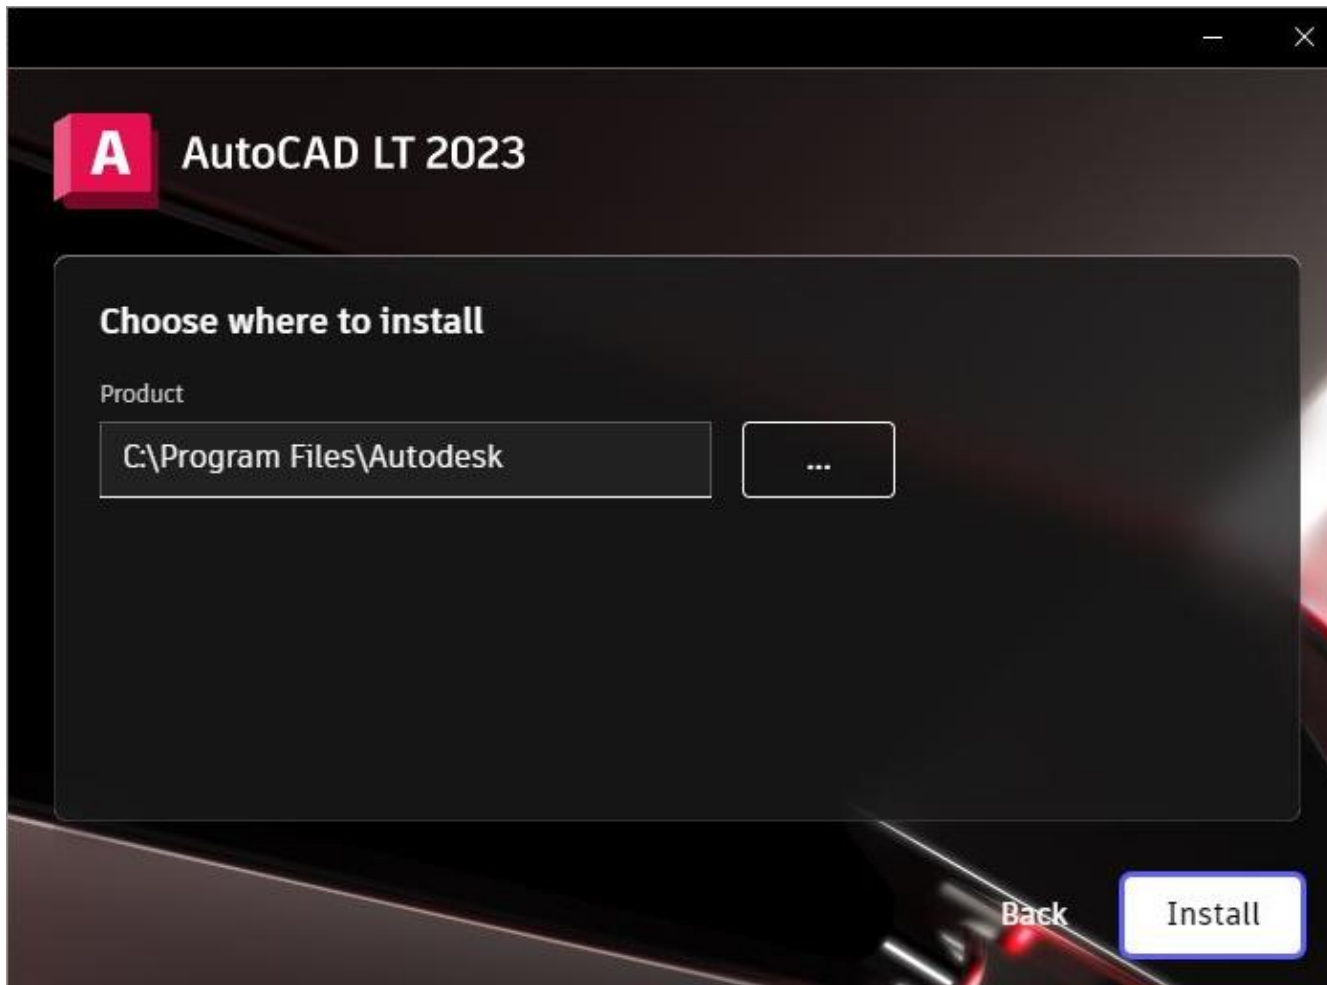 A AutoCAD LT 2023
Choose where to install
Product
C:\Program Files\Autodesk ...
Back Install